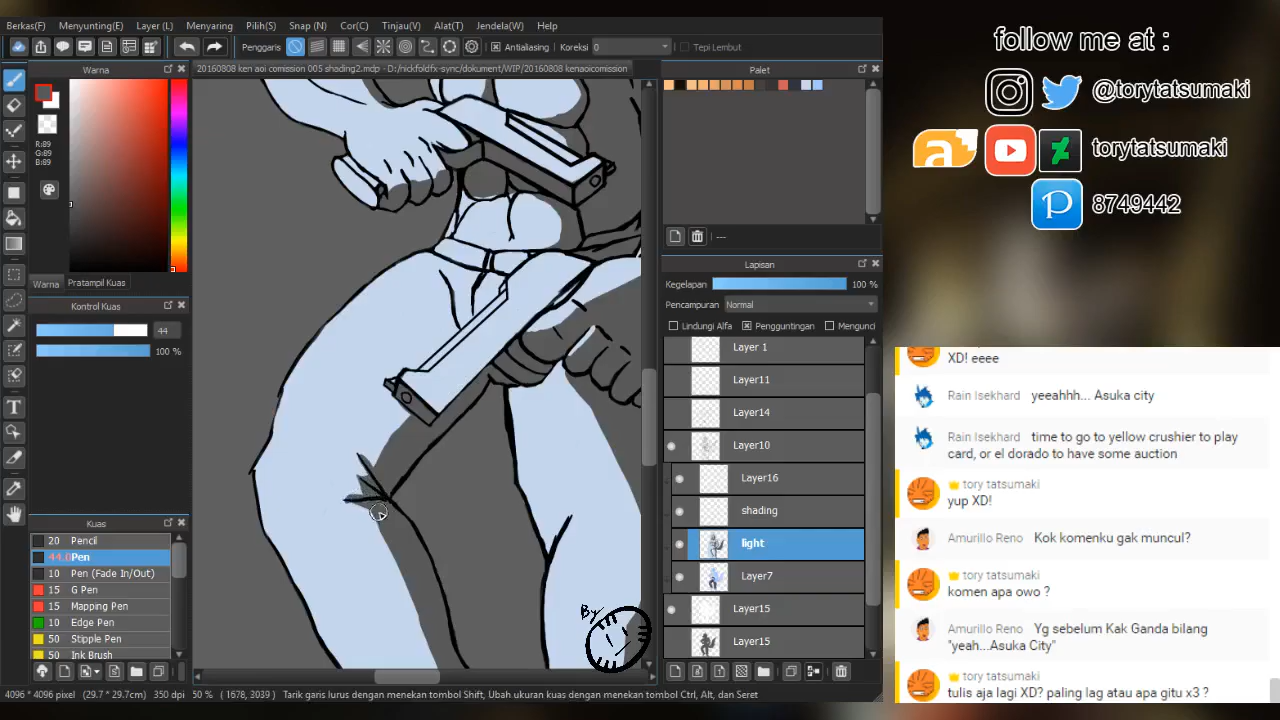 Berkas(F) Menyunting(E) Layer (L) Menyaring Pilih(S) Snap (N) Cor(C) Tinjau(V) Alat(T) Jendela(W) Help
Penggaris Antialiasing Koreksi 0 Tepi Lembut
Warna
20160808 ken aoi comission 005 shading2.mdp - D:/nickfoldfx-sync/dokument/WIP/20160808 kenaoicomission
Palet
R:89
G:89
B:89
Warna Pratampil Kuas
Kontrol Kuas
44
100 %
---
Lapisan
Kegelapan 100 %
Pencampuran Normal
Lindungi Alfa Pengguntingan Mengunci
Layer 1
Layer11
Layer14
Layer10
Layer16
shading
light
Layer7
Layer15
Layer15
Kuas
20 Pencil
44.0 Pen
10 Pen (Fade In/Out)
15 G Pen
15 Mapping Pen
10 Edge Pen
50 Stipple Pen
50 Ink Brush
By
4096 * 4096 pixel (29.7 * 29.7cm) 350 dpi 50 % ( 1678, 2039 ) Tarik garis lurus dengan menekan tombol Shift, Ubah ukuran kuas dengan menekan tombol Ctrl, Alt, dan Seret
follow me at :
@torytatsumaki
torytatsumaki
8749442
XD! eeee
Rain Isekhard yeeahhh... Asuka city
Rain Isekhard time to go to yellow crushier to play
card, or el dorado to have some auction
tory tatsumaki
yup XD!
Amurillo Reno Kok komenku gak muncul?
tory tatsumaki
komen apa owo ?
Amurillo Reno Yg sebelum Kak Ganda bilang
"yeah...Asuka City"
tory tatsumaki
tulis aja lagi XD? paling lag atau apa gitu x3 ?